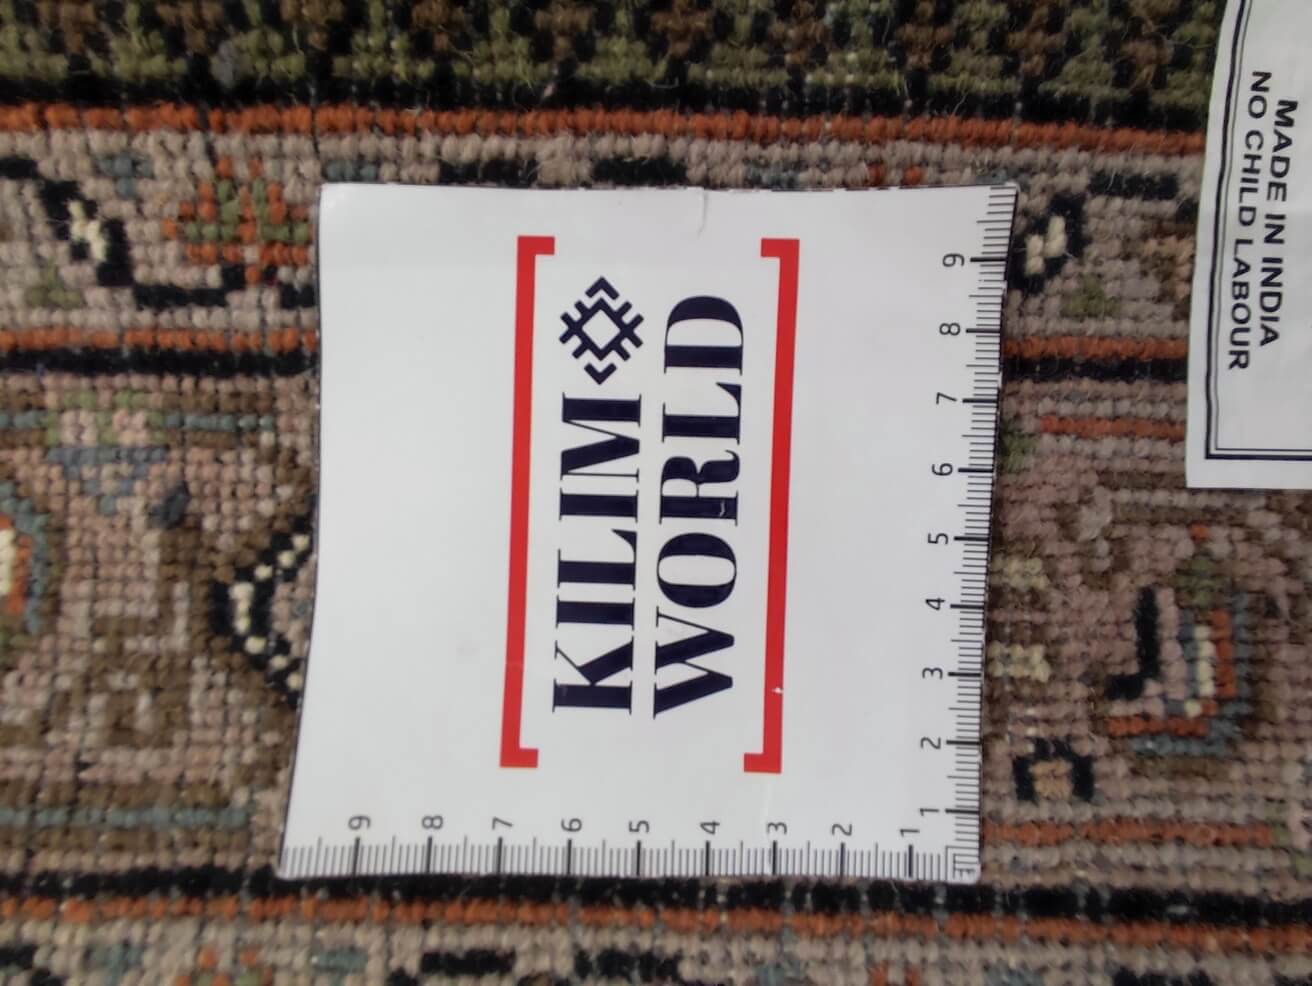 KILIM
WORLD
9 8 7 6 5 4 3 2 1
9 8 7 6 5 4 3 2 1
MADE IN INDIA
NO CHILD LABOUR